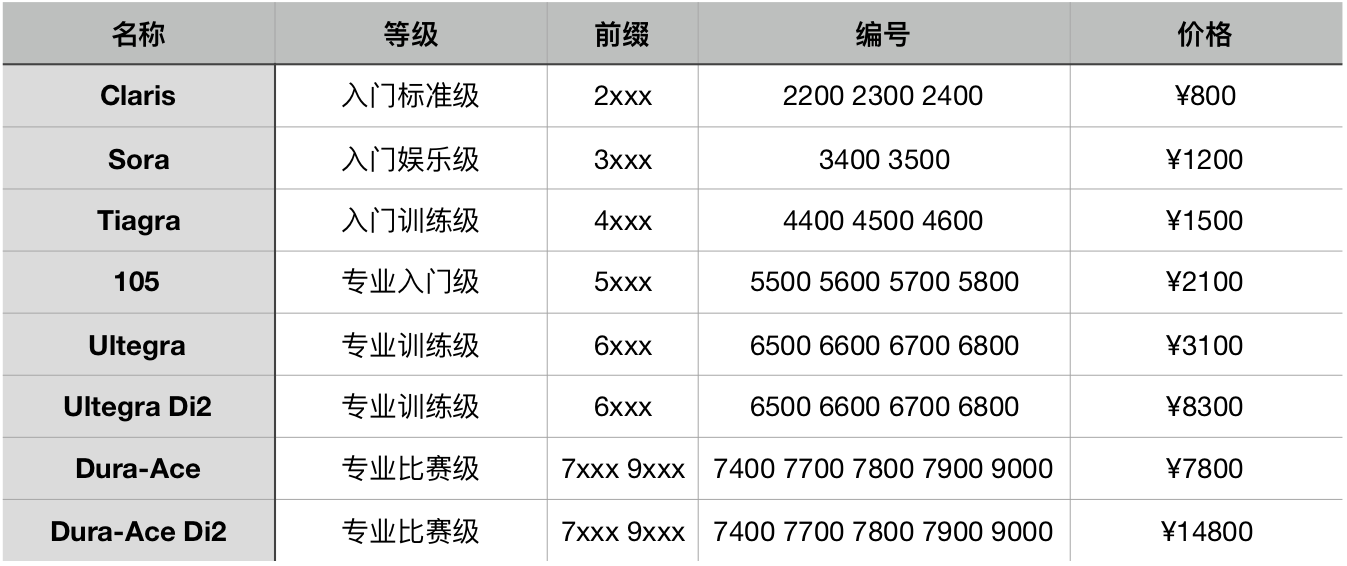 名称 等级 前缀 编号 价格
Claris 入门标准级 2xxx 2200 2300 2400 ¥800
Sora 入门娱乐级 3xxx 3400 3500 ¥1200
Tiagra 入门训练级 4xxx 4400 4500 4600 ¥1500
105 专业入门级 5xxx 5500 5600 5700 5800 ¥2100
Ultegra 专业训练级 6xxx 6500 6600 6700 6800 ¥3100
Ultegra Di2 专业训练级 6xxx 6500 6600 6700 6800 ¥8300
Dura-Ace 专业比赛级 7xxx 9xxx 7400 7700 7800 7900 9000 ¥7800
Dura-Ace Di2 专业比赛级 7xxx 9xxx 7400 7700 7800 7900 9000 ¥14800